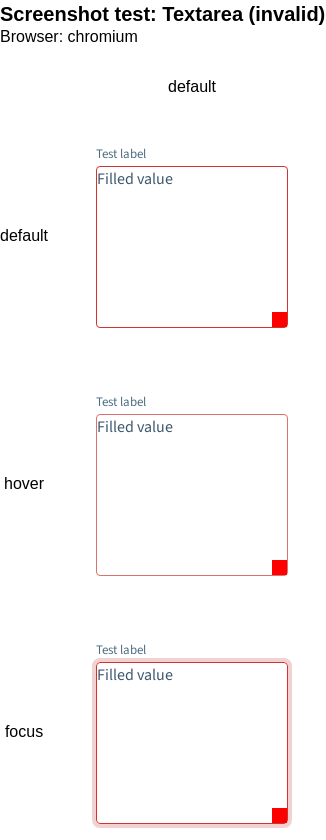 Screenshot test: Textarea (invalid)
Browser: chromium
default
Test label
Filled value
default
Test label
Filled value
hover
Test label
Filled value
focus